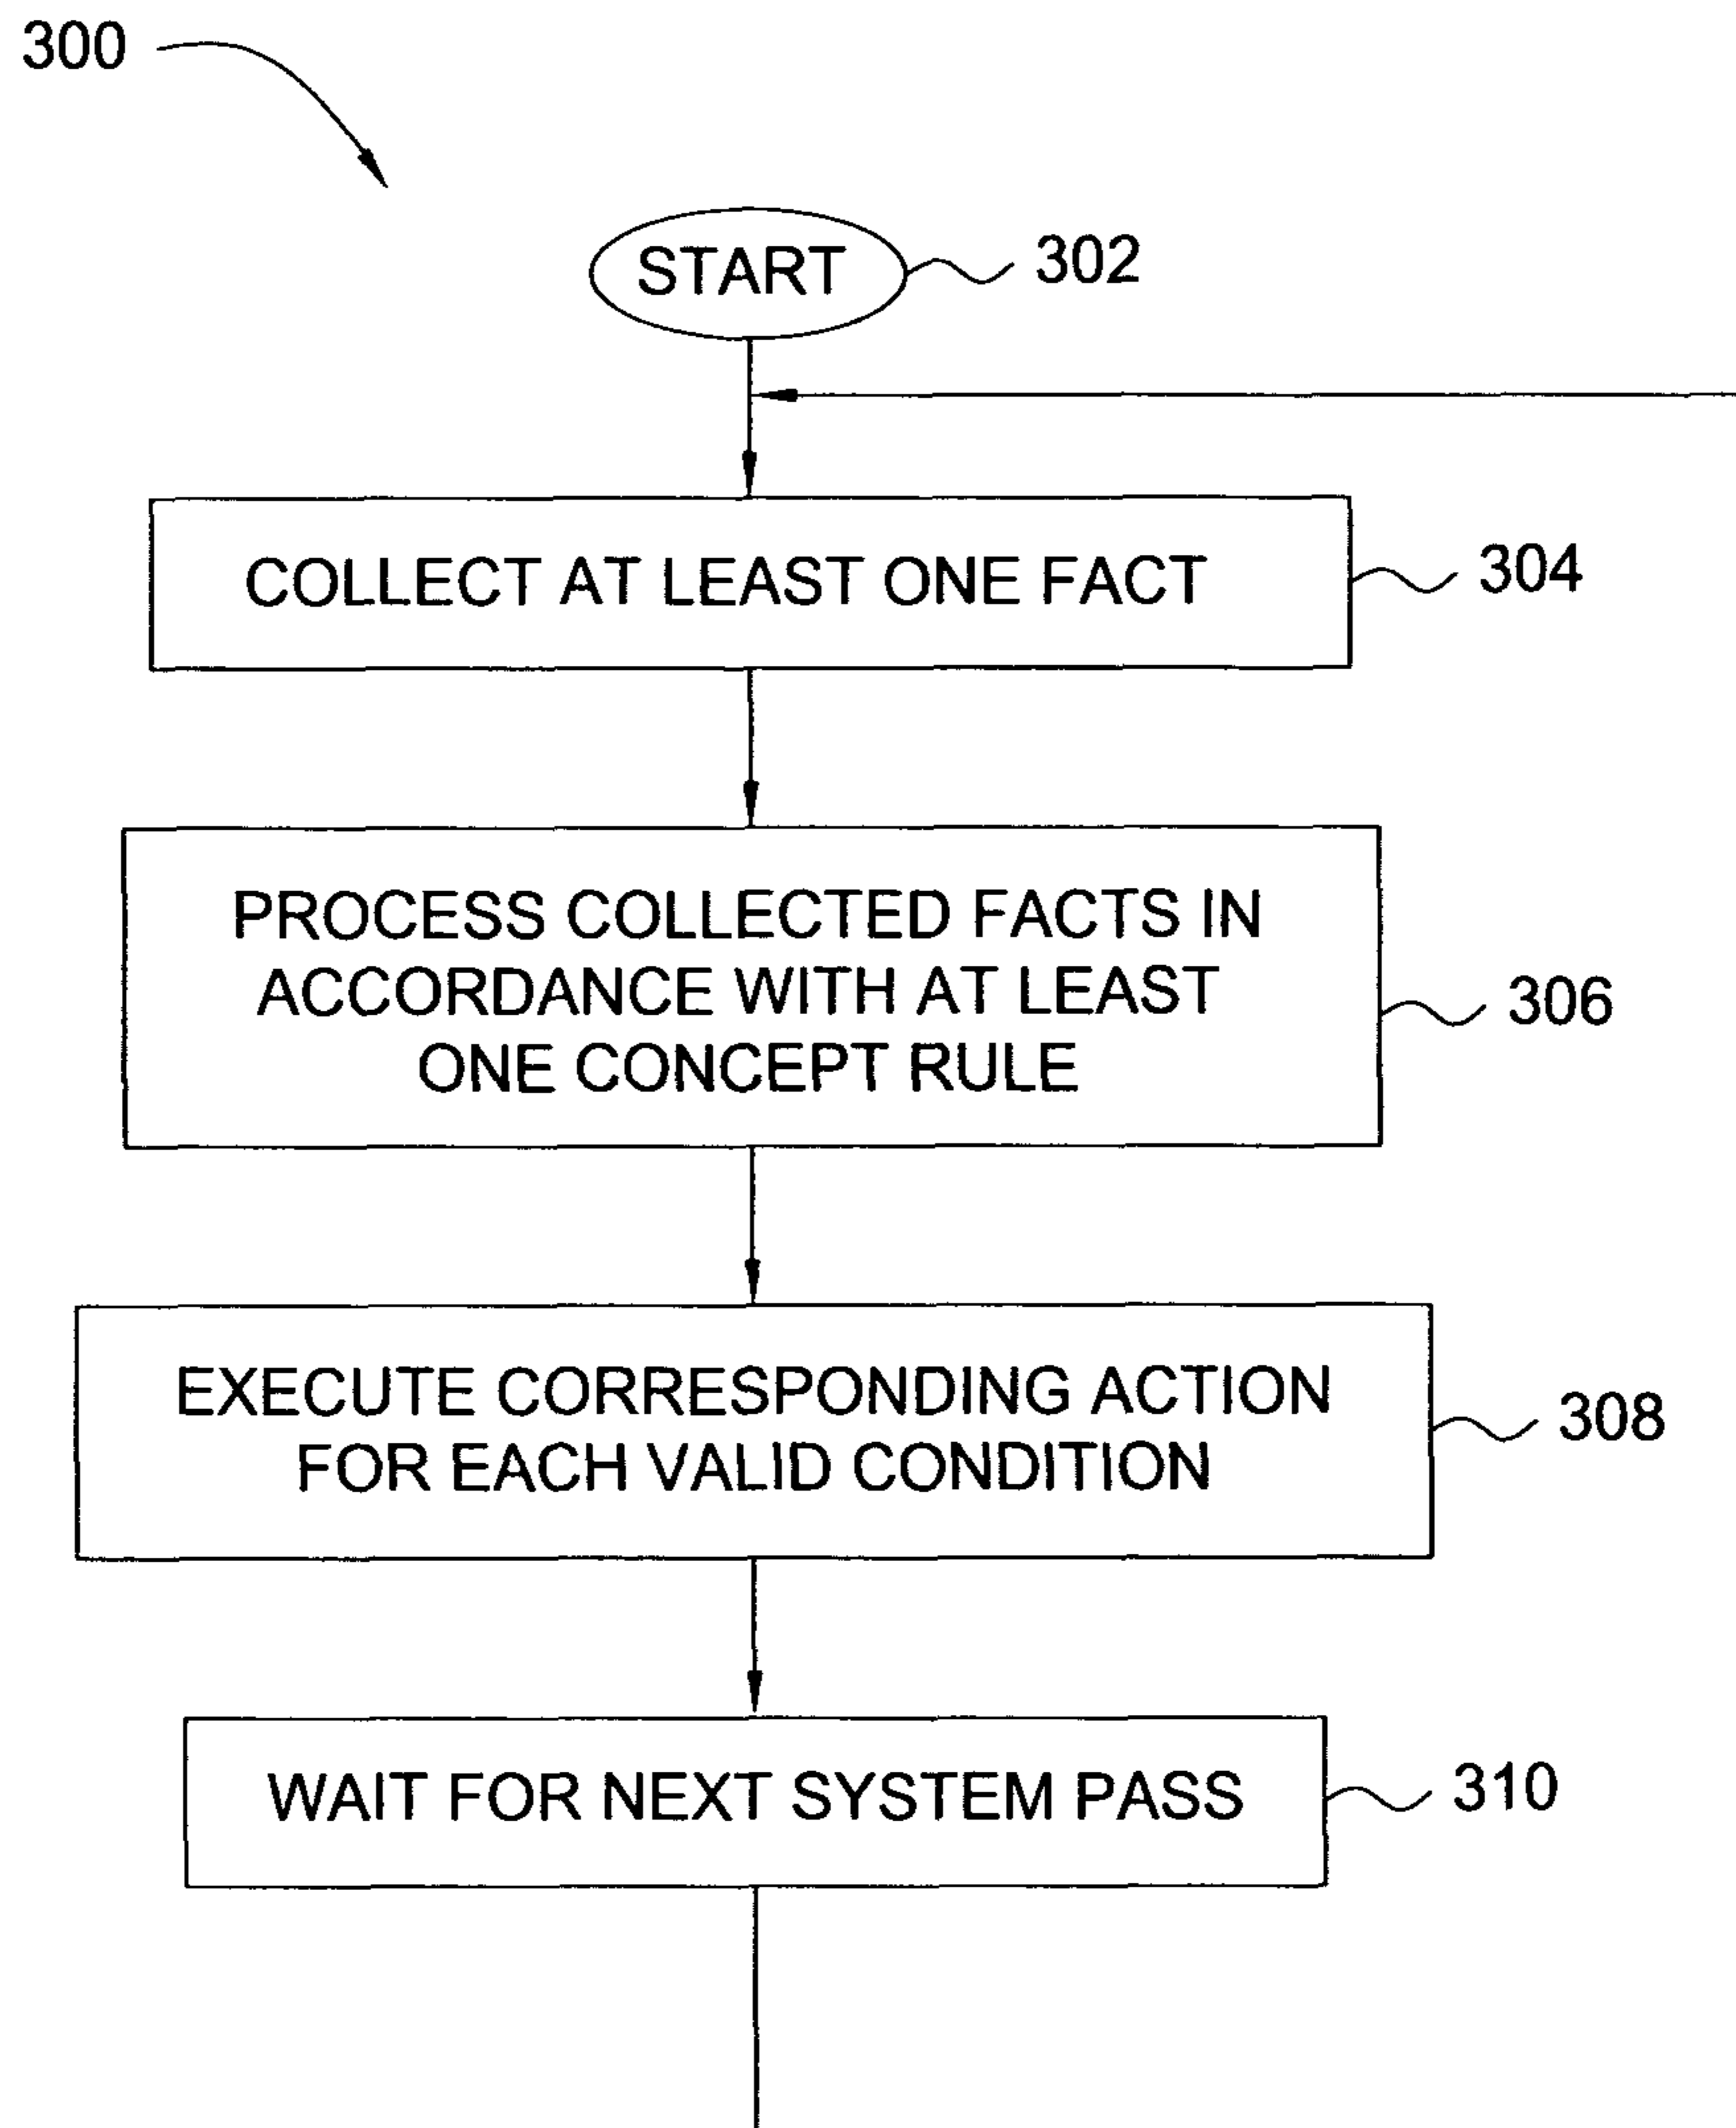 300
START
302
COLLECT AT LEAST ONE FACT
304
PROCESS COLLECTED FACTS IN
ACCORDANCE WITH AT LEAST
ONE CONCEPT RULE
306
EXECUTE CORRESPONDING ACTION
FOR EACH VALID CONDITION
308
WAIT FOR NEXT SYSTEM PASS
310